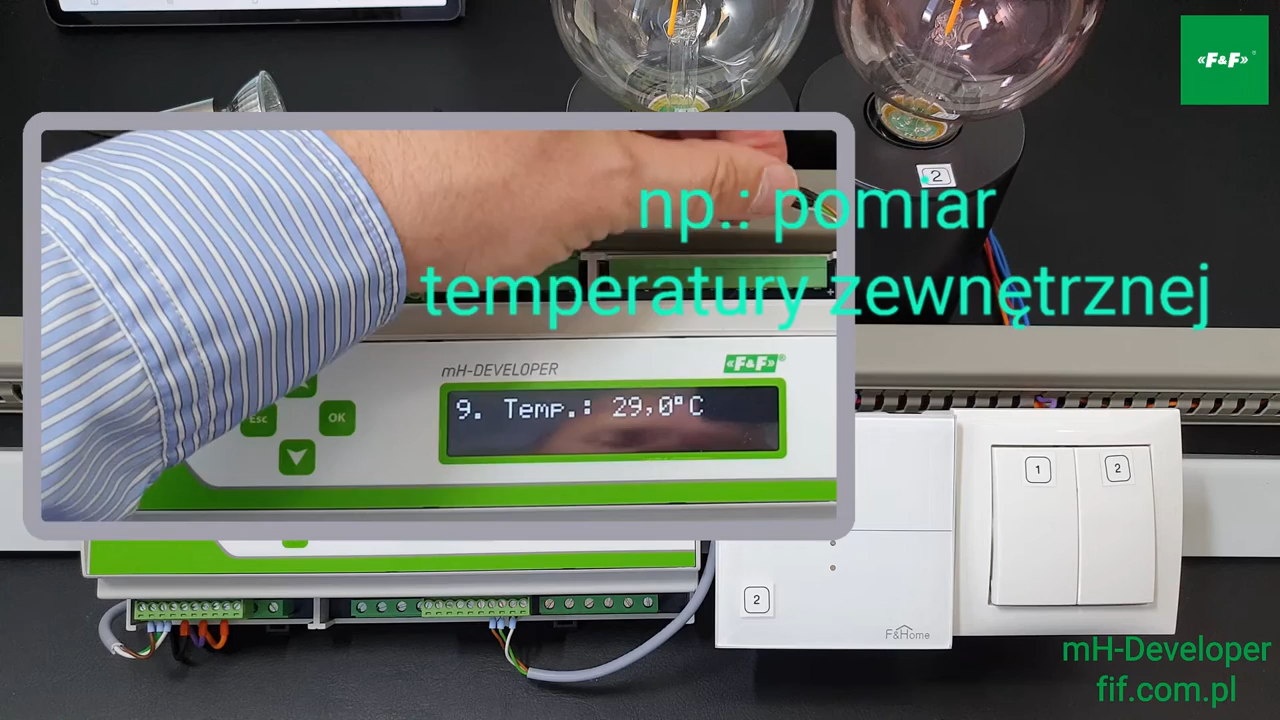 «F&F»®
2
np.: pomiar
temperatury zewnętrznej
mH-DEVELOPER
«F&F»®
9. Temp.: 29,0°C
Esc
OK
1
2
2
F&Home
mH-Developer
fif.com.pl